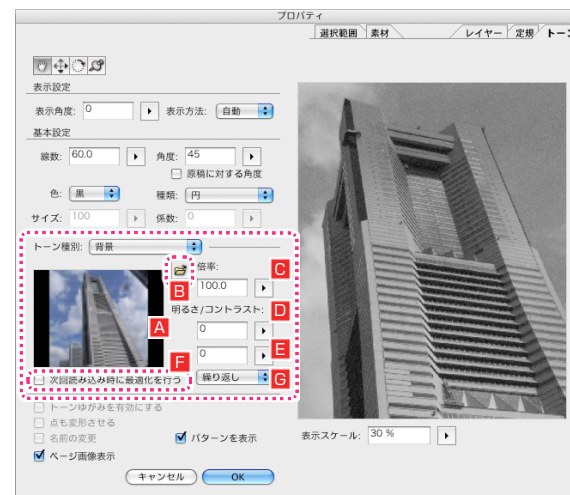 プロパティ
選択範囲 素材 レイヤー 定規 トーン
表示設定
表示角度: 0 表示方法: 自動
基本設定
線数: 60.0 角度: 45
原稿に対する角度
色: 黒 種類: 円
サイズ: 100 係数: 0
トーン種別: 背景
倍率: C
B 100.0
明るさ/コントラスト: D
A 0
F 0 E
次回読み込み時に最適化を行う 繰り返し G
トーンゆがみを有効にする
点も変形させる
名前の変更 パターンを表示 表示スケール: 30 %
ページ画像表示
キャンセル OK